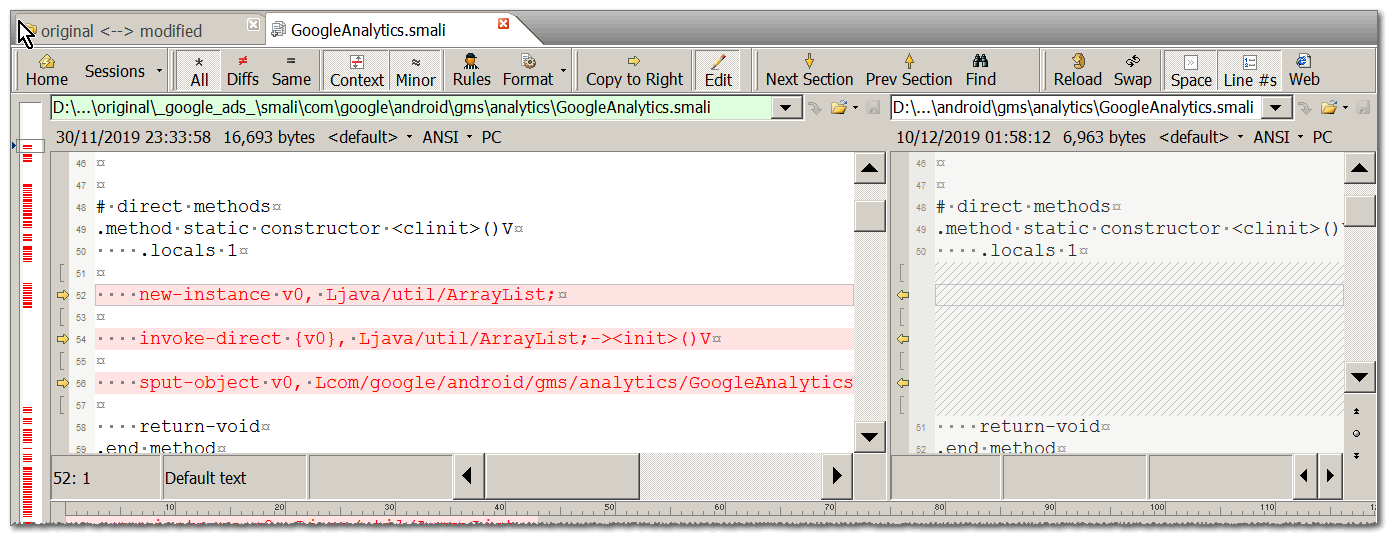 original <--> modified GoogleAnalytics.smali
Home Sessions * All ≠ Diffs = Same Context ≈ Minor Rules Format Copy to Right Edit Next Section Prev Section Find Reload Swap Space Line #s Web
D:\...\original\_google_ads_\smali\com\google\android\gms\analytics\GoogleAnalytics.smali D:\...\android\gms\analytics\GoogleAnalytics.smali
30/11/2019 23:33:58 16,693 bytes <default> ANSI PC 10/12/2019 01:58:12 6,963 bytes <default> ANSI PC
46 ¤ 46 ¤
47 ¤ 47 ¤
48 #·direct·methods¤ 48 #·direct·methods¤
49 .method·static·constructor·<clinit>()V¤ 49 .method·static·constructor·<clinit>()
50 ····.locals·1¤ 50 ····.locals·1¤
51 ¤
52 ····new-instance·v0,·Ljava/util/ArrayList;¤
53 ¤
54 ····invoke-direct·{v0},·Ljava/util/ArrayList;-><init>()V¤
55 ¤
56 ····sput-object·v0,·Lcom/google/android/gms/analytics/GoogleAnalytics
57 ¤
58 ····return-void¤ 51 ····return-void¤
59 .end·method¤ 52 .end·method¤
52: 1 Default text
10 20 30 40 50 60 70 80 90 100 110